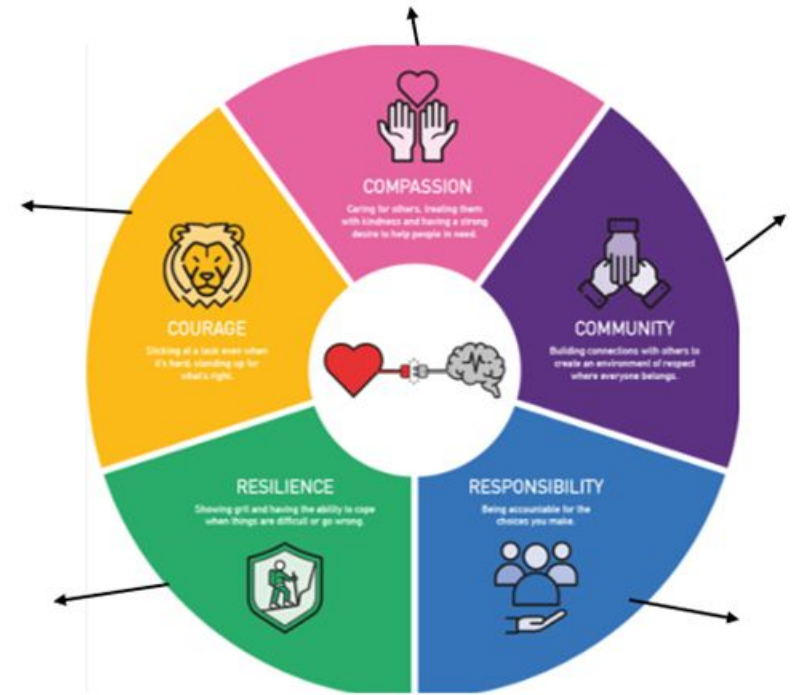 COMPASSION
Caring for others, treating them
with kindness and having a strong
desire to help people in need.
COURAGE
Sticking at a task even when
it's hard, standing up for
what's right.
COMMUNITY
Building connections with others to
create an environment of respect
where everyone belongs.
RESILIENCE
Showing grit and having the ability to cope
when things are difficult or go wrong.
RESPONSIBILITY
Being accountable for the
choices you make.